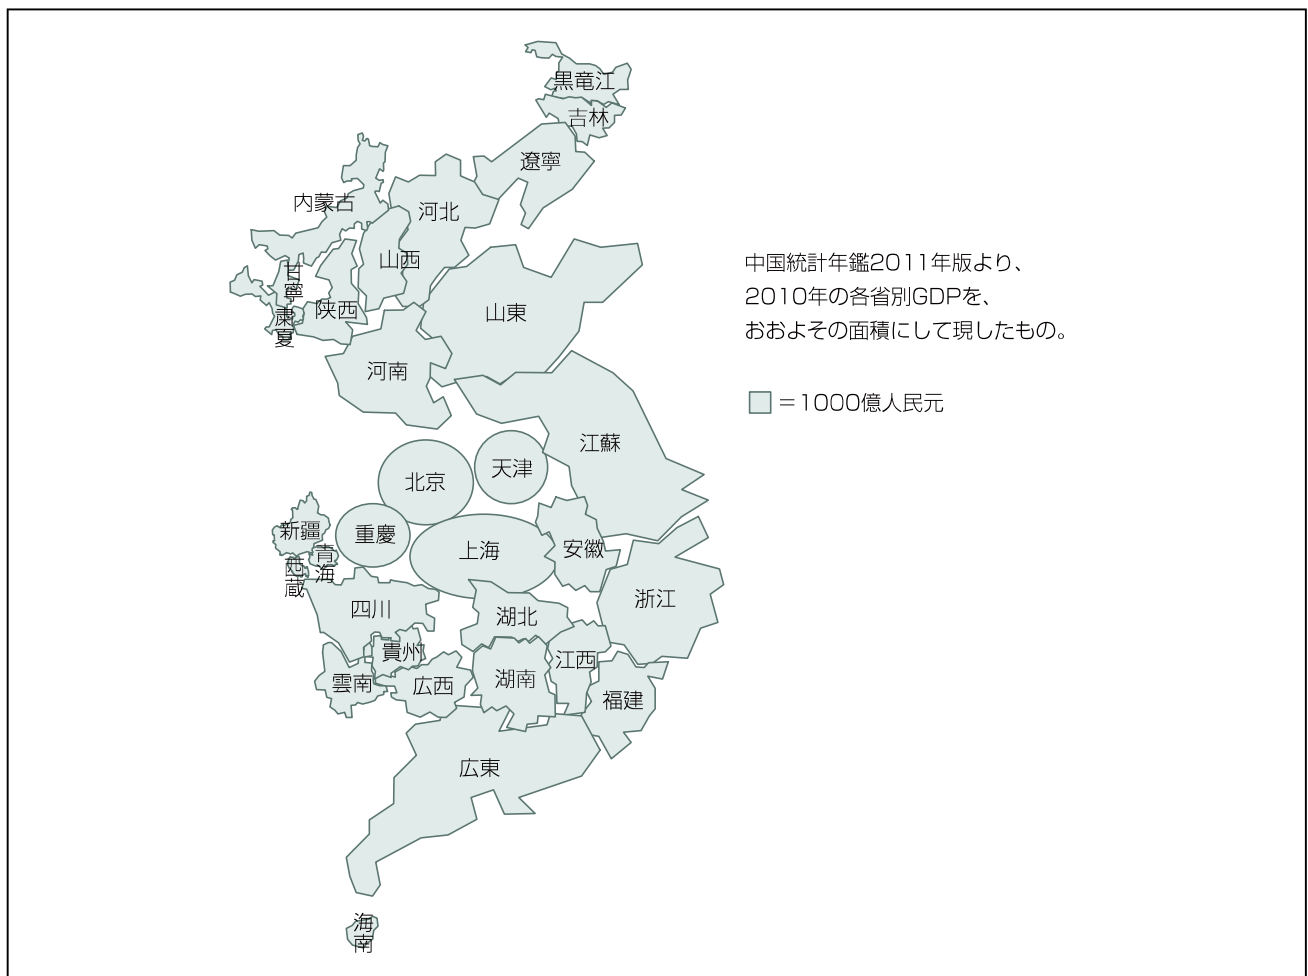 黒竜江
吉林
遼寧
内蒙古
河北
山西
甘寧
粛夏
陕西
山東
河南
中国統計年鑑2011年版より、
2010年の各省別GDPを、
おおよその面積にして現したもの。
＝1000億人民元
江蘇
天津
北京
新疆
重慶
上海
安徽
青海
西蔵
四川
湖北
浙江
貴州
江西
雲南
広西
湖南
福建
広東
海南